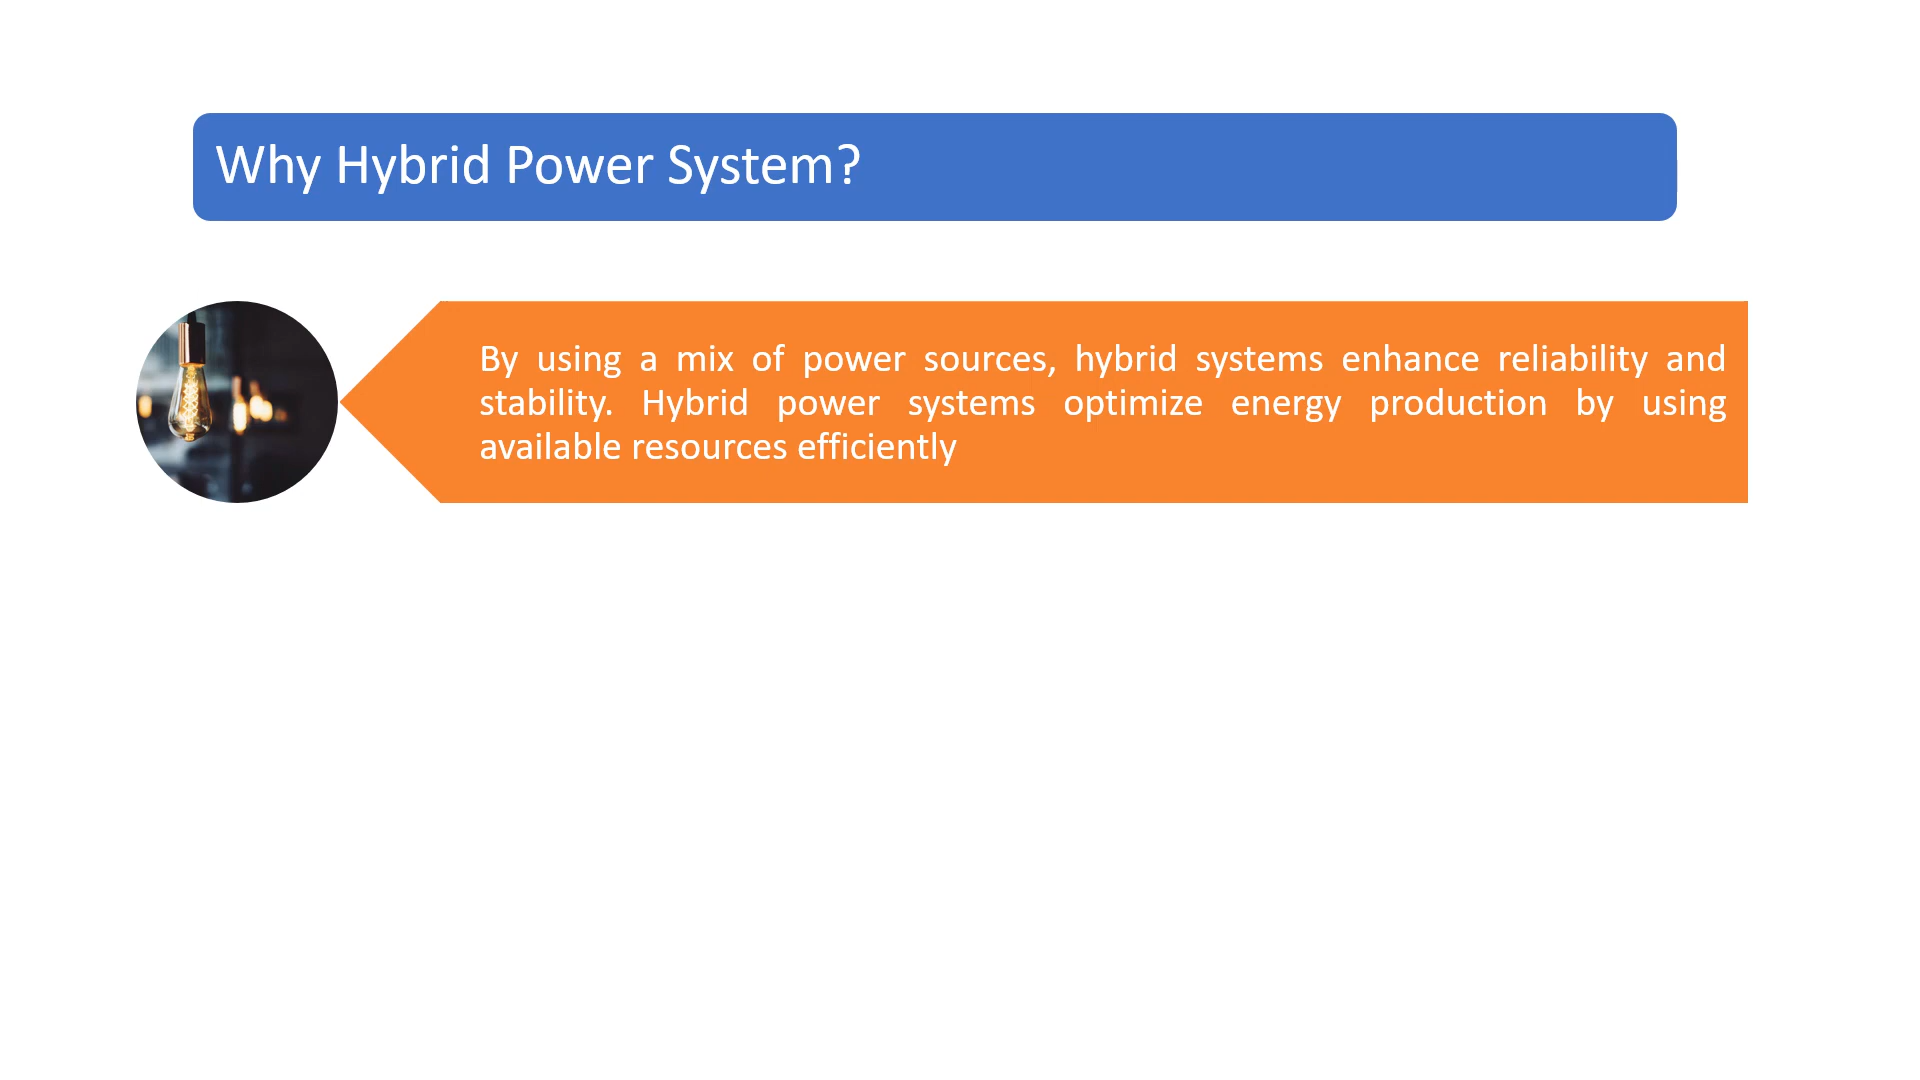 Why Hybrid Power System?
By using a mix of power sources, hybrid systems enhance reliability and
stability. Hybrid power systems optimize energy production by using
available resources efficiently